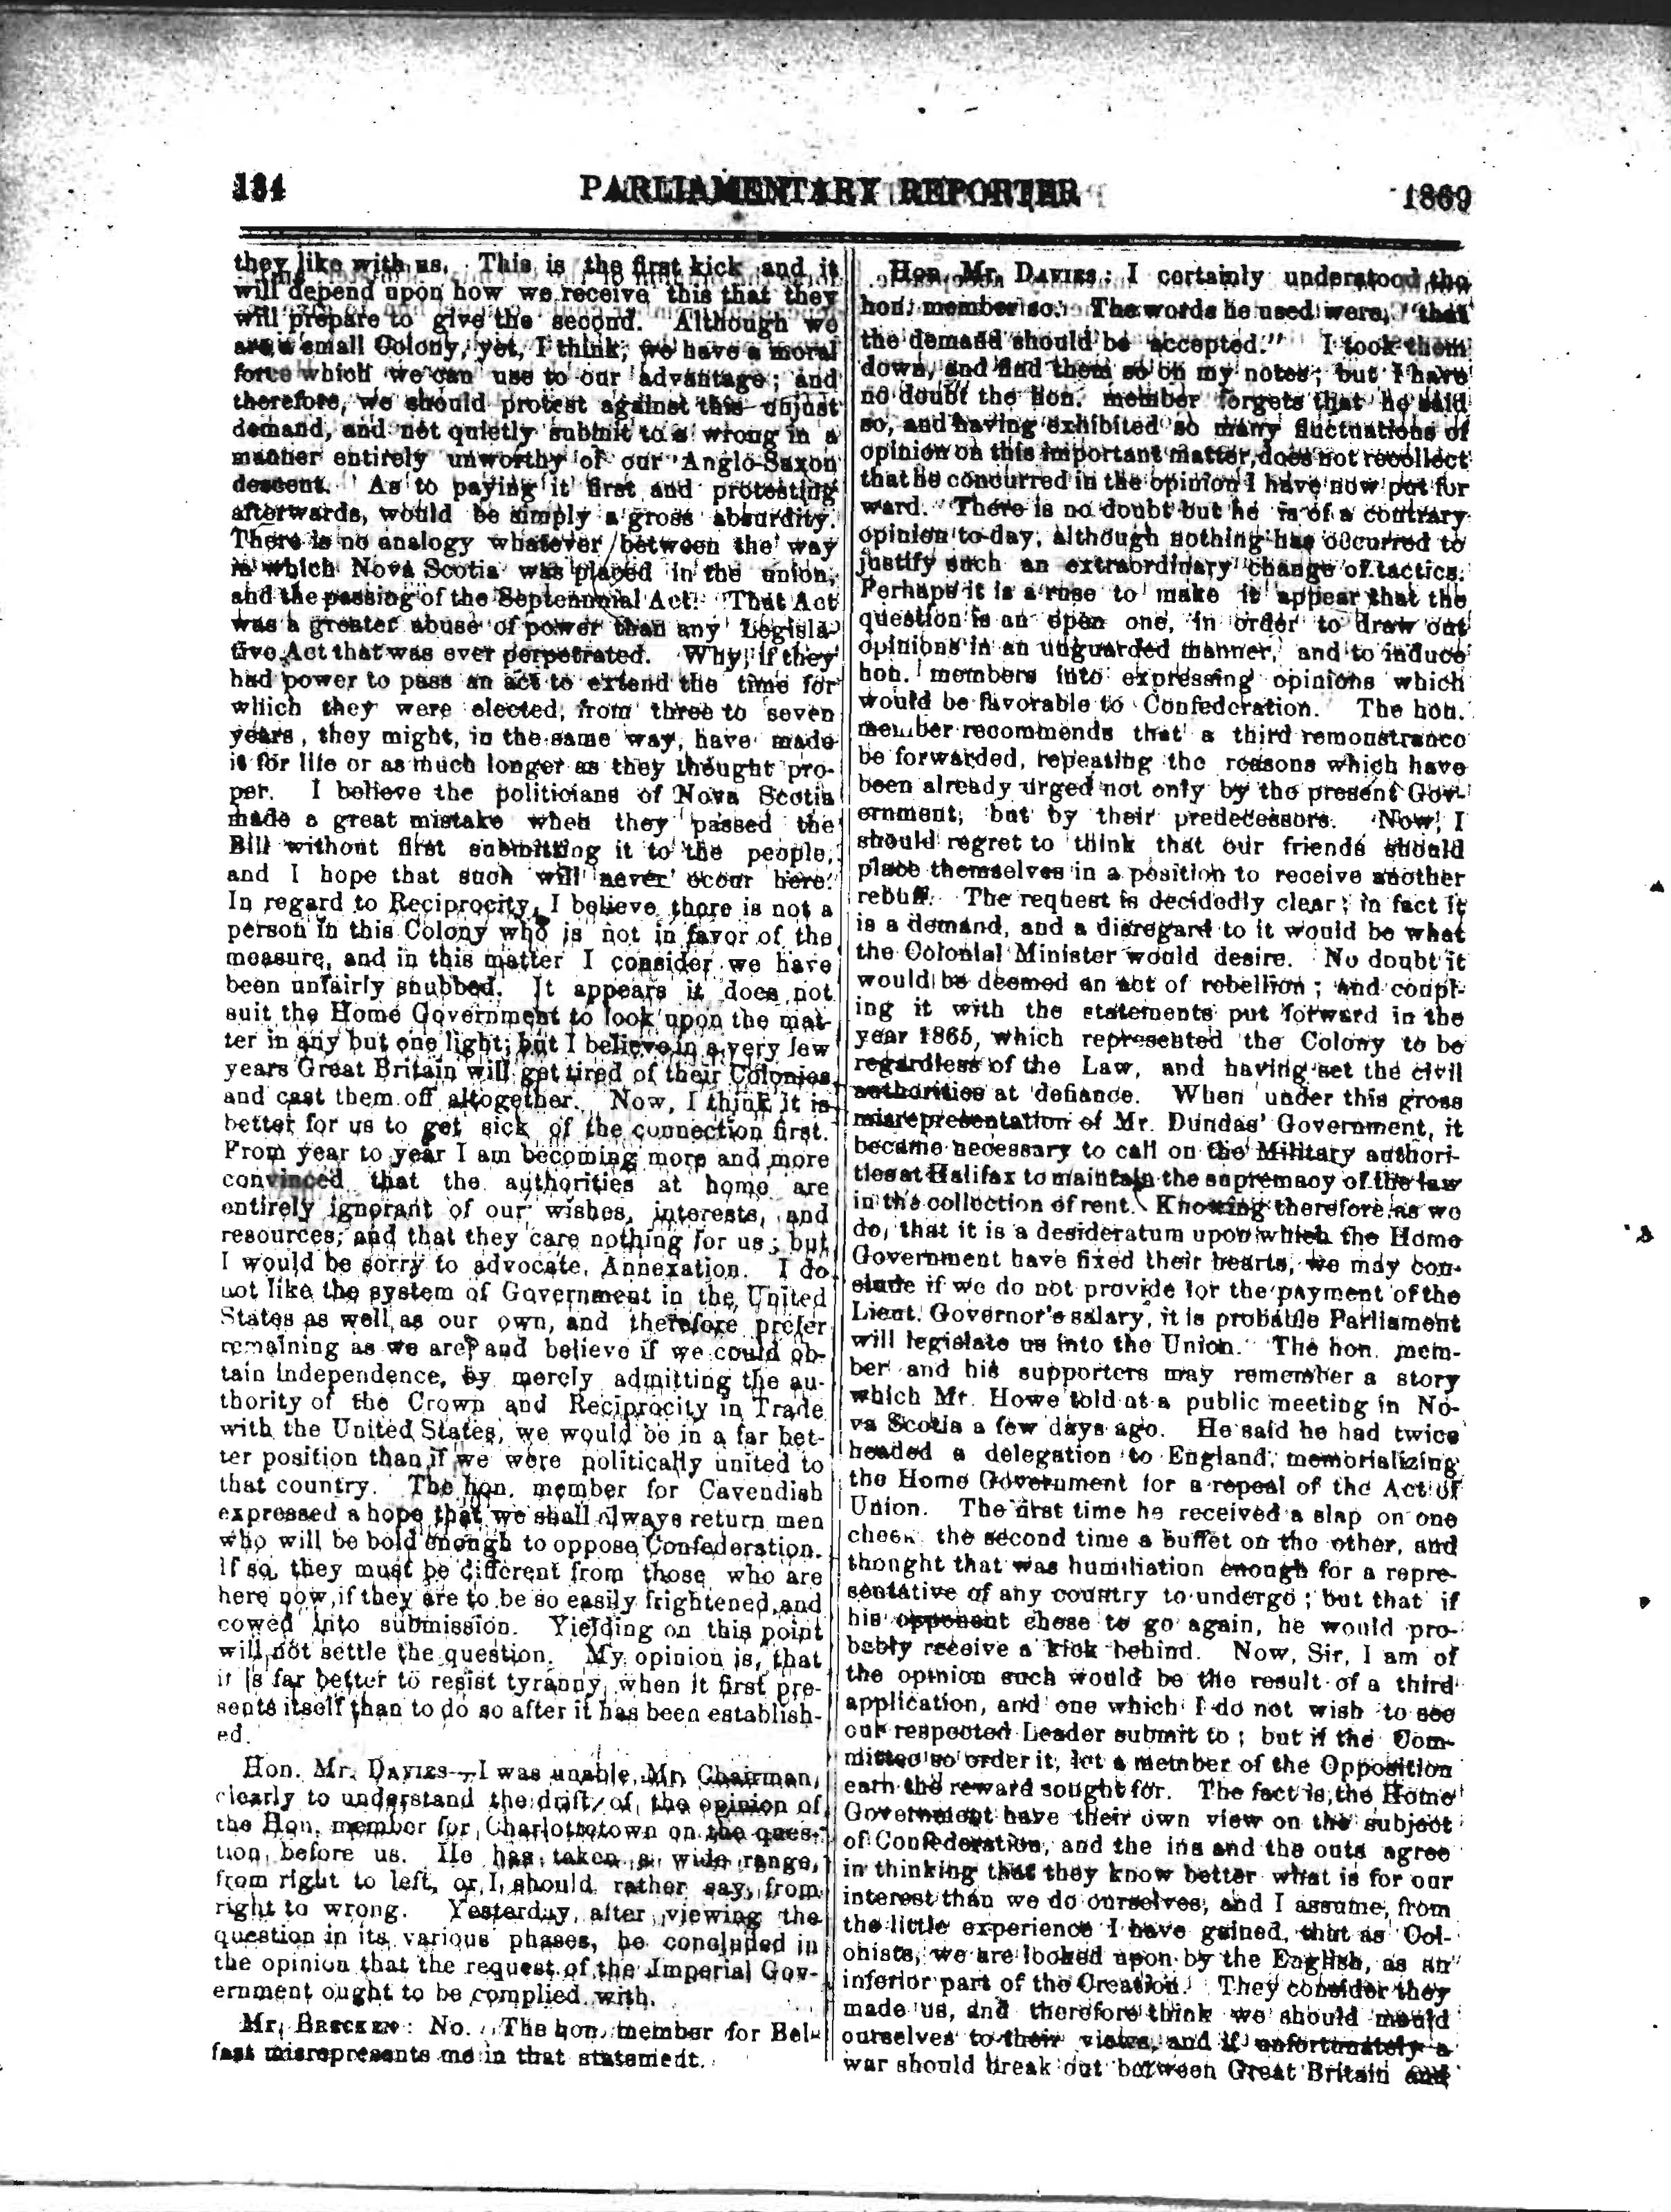 134
PARLIAMENTARY REPORTER
1869
they like with us. This is the first kick and it
will depend upon how we receive this that they
will prepare to give the second. Although we
are a small Colony, yet, I think, we have a moral
force which we can use to our advantage; and
therefore, we should protest against this unjust
demand, and not quietly submit to a wrong in a
manner entirely unworthy of our Anglo-Saxon
descent. As to paying it first and protesting
afterwards, would be simply a gross absurdity.
There is no analogy whatever between the way
in which Nova Scotia was placed in the union,
and the passing of the Septennial Act. That Act
was a greater abuse of power than any Legisla-
tive Act that was ever perpetrated. Why, if they
had power to pass an act to extend the time for
which they were elected, from three to seven
years, they might, in the same way, have made
it for life or as much longer as they thought pro-
per. I believe the politicians of Nova Scotia
made a great mistake when they passed the
Bill without first submitting it to the people,
and I hope that such will never occur here.
In regard to Reciprocity, I believe there is not a
person in this Colony who is not in favor of the
measure, and in this matter I consider we have
been unfairly snubbed. It appears it does not
suit the Home Government to look upon the mat-
ter in any but one light; but I believe in a very few
years Great Britain will get tired of their Colonies
and cast them off altogether. Now, I think it is
better for us to get sick of the connection first.
From year to year I am becoming more and more
convinced that the authorities at home are
entirely ignorant of our wishes, interests, and
resources, and that they care nothing for us; but
I would be sorry to advocate Annexation. I do
not like the system of Government in the United
States as well as our own, and therefore prefer
remaining as we are, and believe if we could ob-
tain independence, by merely admitting the au-
thority of the Crown and Reciprocity in Trade
with the United States, we would be in a far bet-
ter position than if we were politically united to
that country. The hon. member for Cavendish
expressed a hope that we shall always return men
who will be bold enough to oppose Confederation.
If so, they must be different from those who are
here now, if they are to be so easily frightened and
cowed into submission. Yielding on this point
will not settle the question. My opinion is, that
it is far better to resist tyranny when it first pre-
sents itself than to do so after it has been establish-
ed.
Hon. Mr. DAVIES—I was unable, Mr. Chairman,
clearly to understand the drift of the opinion of
the Hon. member for Charlottetown on the ques-
tion before us. He has taken a wide range,
from right to left, or I should rather say, from
right to wrong. Yesterday, after viewing the
question in its various phases, he concluded in
the opinion that the request of the Imperial Gov-
ernment ought to be complied with.
Mr. BRECKEN: No. The hon. member for Bel-
fast misrepresents me in that statement.
Hon. Mr. DAVIES: I certainly understood the
hon. member so. The words he used were, "that
the demand should be accepted." I took them
down, and find them so on my notes; but I have
no doubt the hon. member forgets that he said
so, and having exhibited so many fluctuations of
opinion on this important matter, does not recollect
that he concurred in the opinion I have now put for
ward. There is no doubt but he is of a contrary
opinion to-day, although nothing has occurred to
justify such an extraordinary change of tactics.
Perhaps it is a ruse to make it appear that the
question is an open one, in order to draw out
opinions in an unguarded manner, and to induce
hon. members into expressing opinions which
would be favorable to Confederation. The hon.
member recommends that a third remonstrance
be forwarded, repeating the reasons which have
been already urged not only by the present Gov-
ernment, but by their predecessors. Now, I
should regret to think that our friends should
place themselves in a position to receive another
rebuff. The request is decidedly clear; in fact it
is a demand, and a disregard to it would be what
the Colonial Minister would desire. No doubt it
would be deemed an act of rebellion; and coupl-
ing it with the statements put forward in the
year 1865, which represented the Colony to be
regardless of the Law, and having set the civil
authorities at defiance. When under this gross
misrepresentation of Mr. Dundas' Government, it
became necessary to call on the Military authori-
ties at Halifax to maintain the supremacy of the law
in the collection of rent. Knowing therefore as we
do, that it is a desideratum upon which the Home
Government have fixed their hearts, we may con-
clude if we do not provide for the payment of the
Lieut. Governor's salary, it is probable Parliament
will legislate us into the Union. The hon. mem-
ber and his supporters may remember a story
which Mr. Howe told at a public meeting in No-
va Scotia a few days ago. He said he had twice
headed a delegation to England, memorializing
the Home Government for a repeal of the Act of
Union. The first time he received a slap on one
cheek the second time a buffet on the other, and
thought that was humiliation enough for a repre-
sentative of any country to undergo; but that if
his opponent chose to go again, he would pro-
bably receive a kick behind. Now, Sir, I am of
the opinion such would be the result of a third
application, and one which I do not wish to see
our respected Leader submit to; but if the Com-
mittee so order it, let a member of the Opposition
earn the reward sought for. The fact is, the Home
Government have their own view on the subject
of Confederation, and the ins and the outs agree
in thinking that they know better what is for our
interest than we do ourselves, and I assume, from
the little experience I have gained, that as Col-
onists, we are looked upon by the English, as an
inferior part of the Creation. They consider they
made us, and therefore think we should mould
ourselves to their views, and if unfortunately a
war should break out between Great Britain and